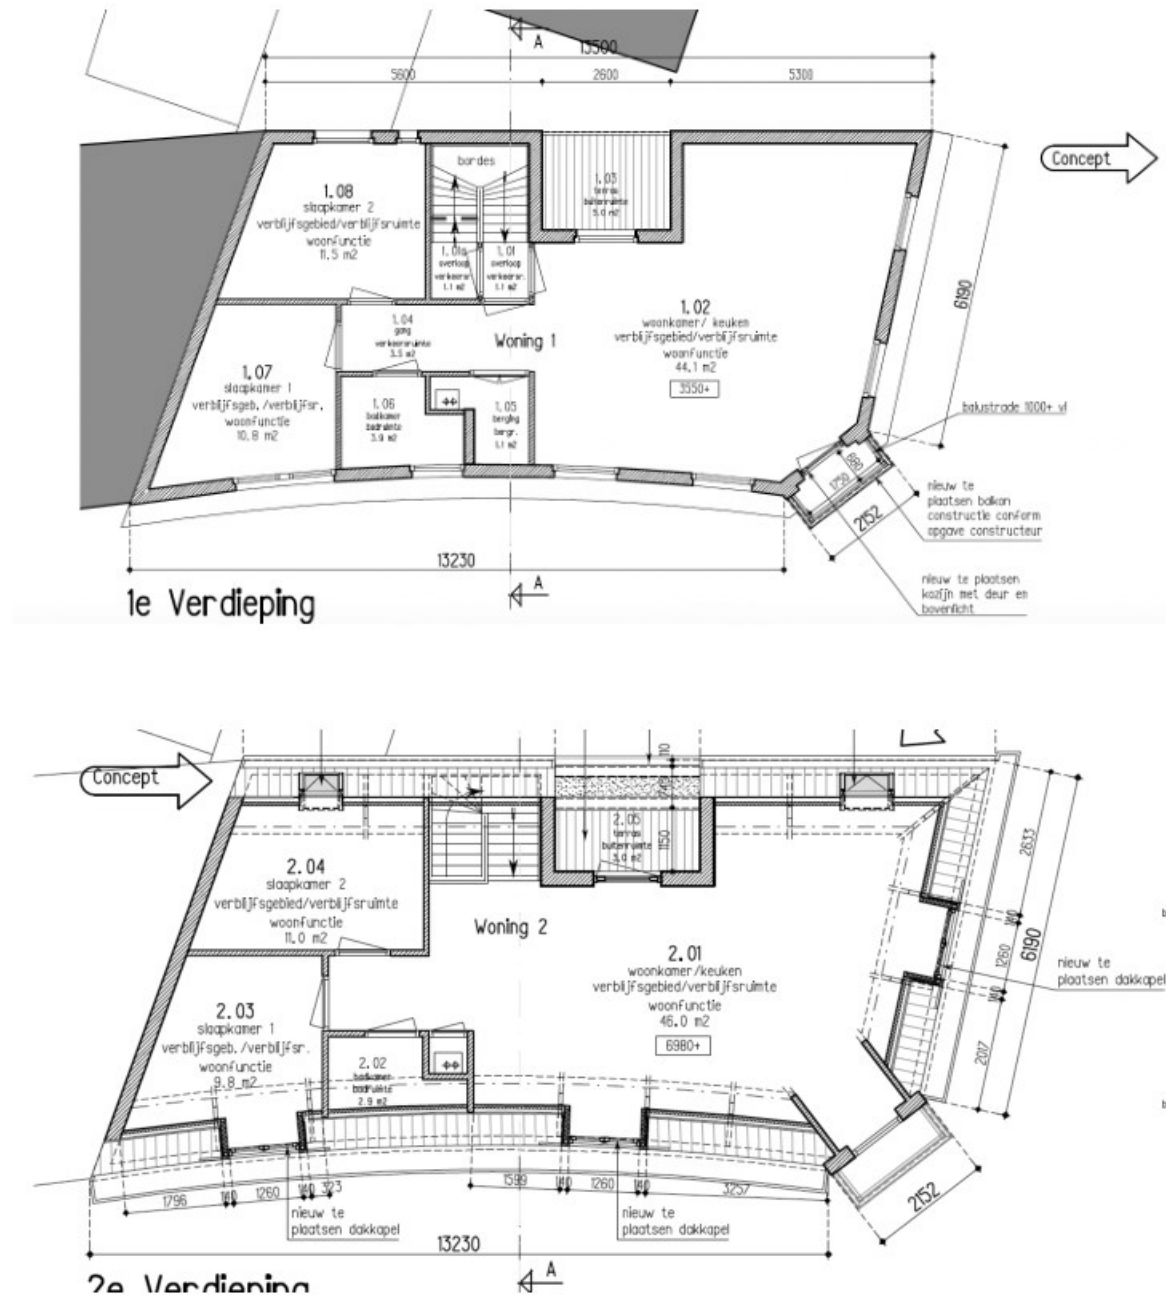 A
13500
5600
2600
5300
Concept
bordes
1.08
slaapkamer 2
verblijfsgebied/verblijfsruimte
woonfunctie
11.5 m2
1.03
terras
buitenruimte
3.0 m2
1.01a
overloop
verkeersr.
1.1 m2
1.01
overloop
verkeersr.
1.1 m2
6190
1.04
gang
verkeersruimte
3.5 m2
Woning 1
1.02
woonkamer/ keuken
verblijfsgebied/verblijfsruimte
woonfunctie
44.1 m2
3550+
1.07
slaapkamer 1
verblijfsgeb./verblijfsr.
woonfunctie
10.8 m2
1.06
badkamer
badruimte
3.9 m2
1.05
berging
bergr.
1.1 m2
balustrade 1000+ vl
680
1750
2152
nieuw te
plaatsen balkon
constructie conform
opgave constructeur
13230
A
nieuw te plaatsen
kozijn met deur en
bovenlicht
1e Verdieping
Concept
110
2.05
terras
buitenruimte
3.0 m2
1150
2633
2.04
slaapkamer 2
verblijfsgebied/verblijfsruimte
woonfunctie
11.0 m2
Woning 2
140
1260
6190
2.01
woonkamer/keuken
verblijfsgebied/verblijfsruimte
woonfunctie
46.0 m2
6980+
nieuw te
plaatsen dakkapel
140
2017
2.03
slaapkamer 1
verblijfsgeb./verblijfsr.
woonfunctie
9.8 m2
2.02
badkamer
badruimte
2.9 m2
1796
140
1260
140
323
1599
140
1260
140
3257
2152
nieuw te
plaatsen dakkapel
nieuw te
plaatsen dakkapel
13230
A
2e Verdieping